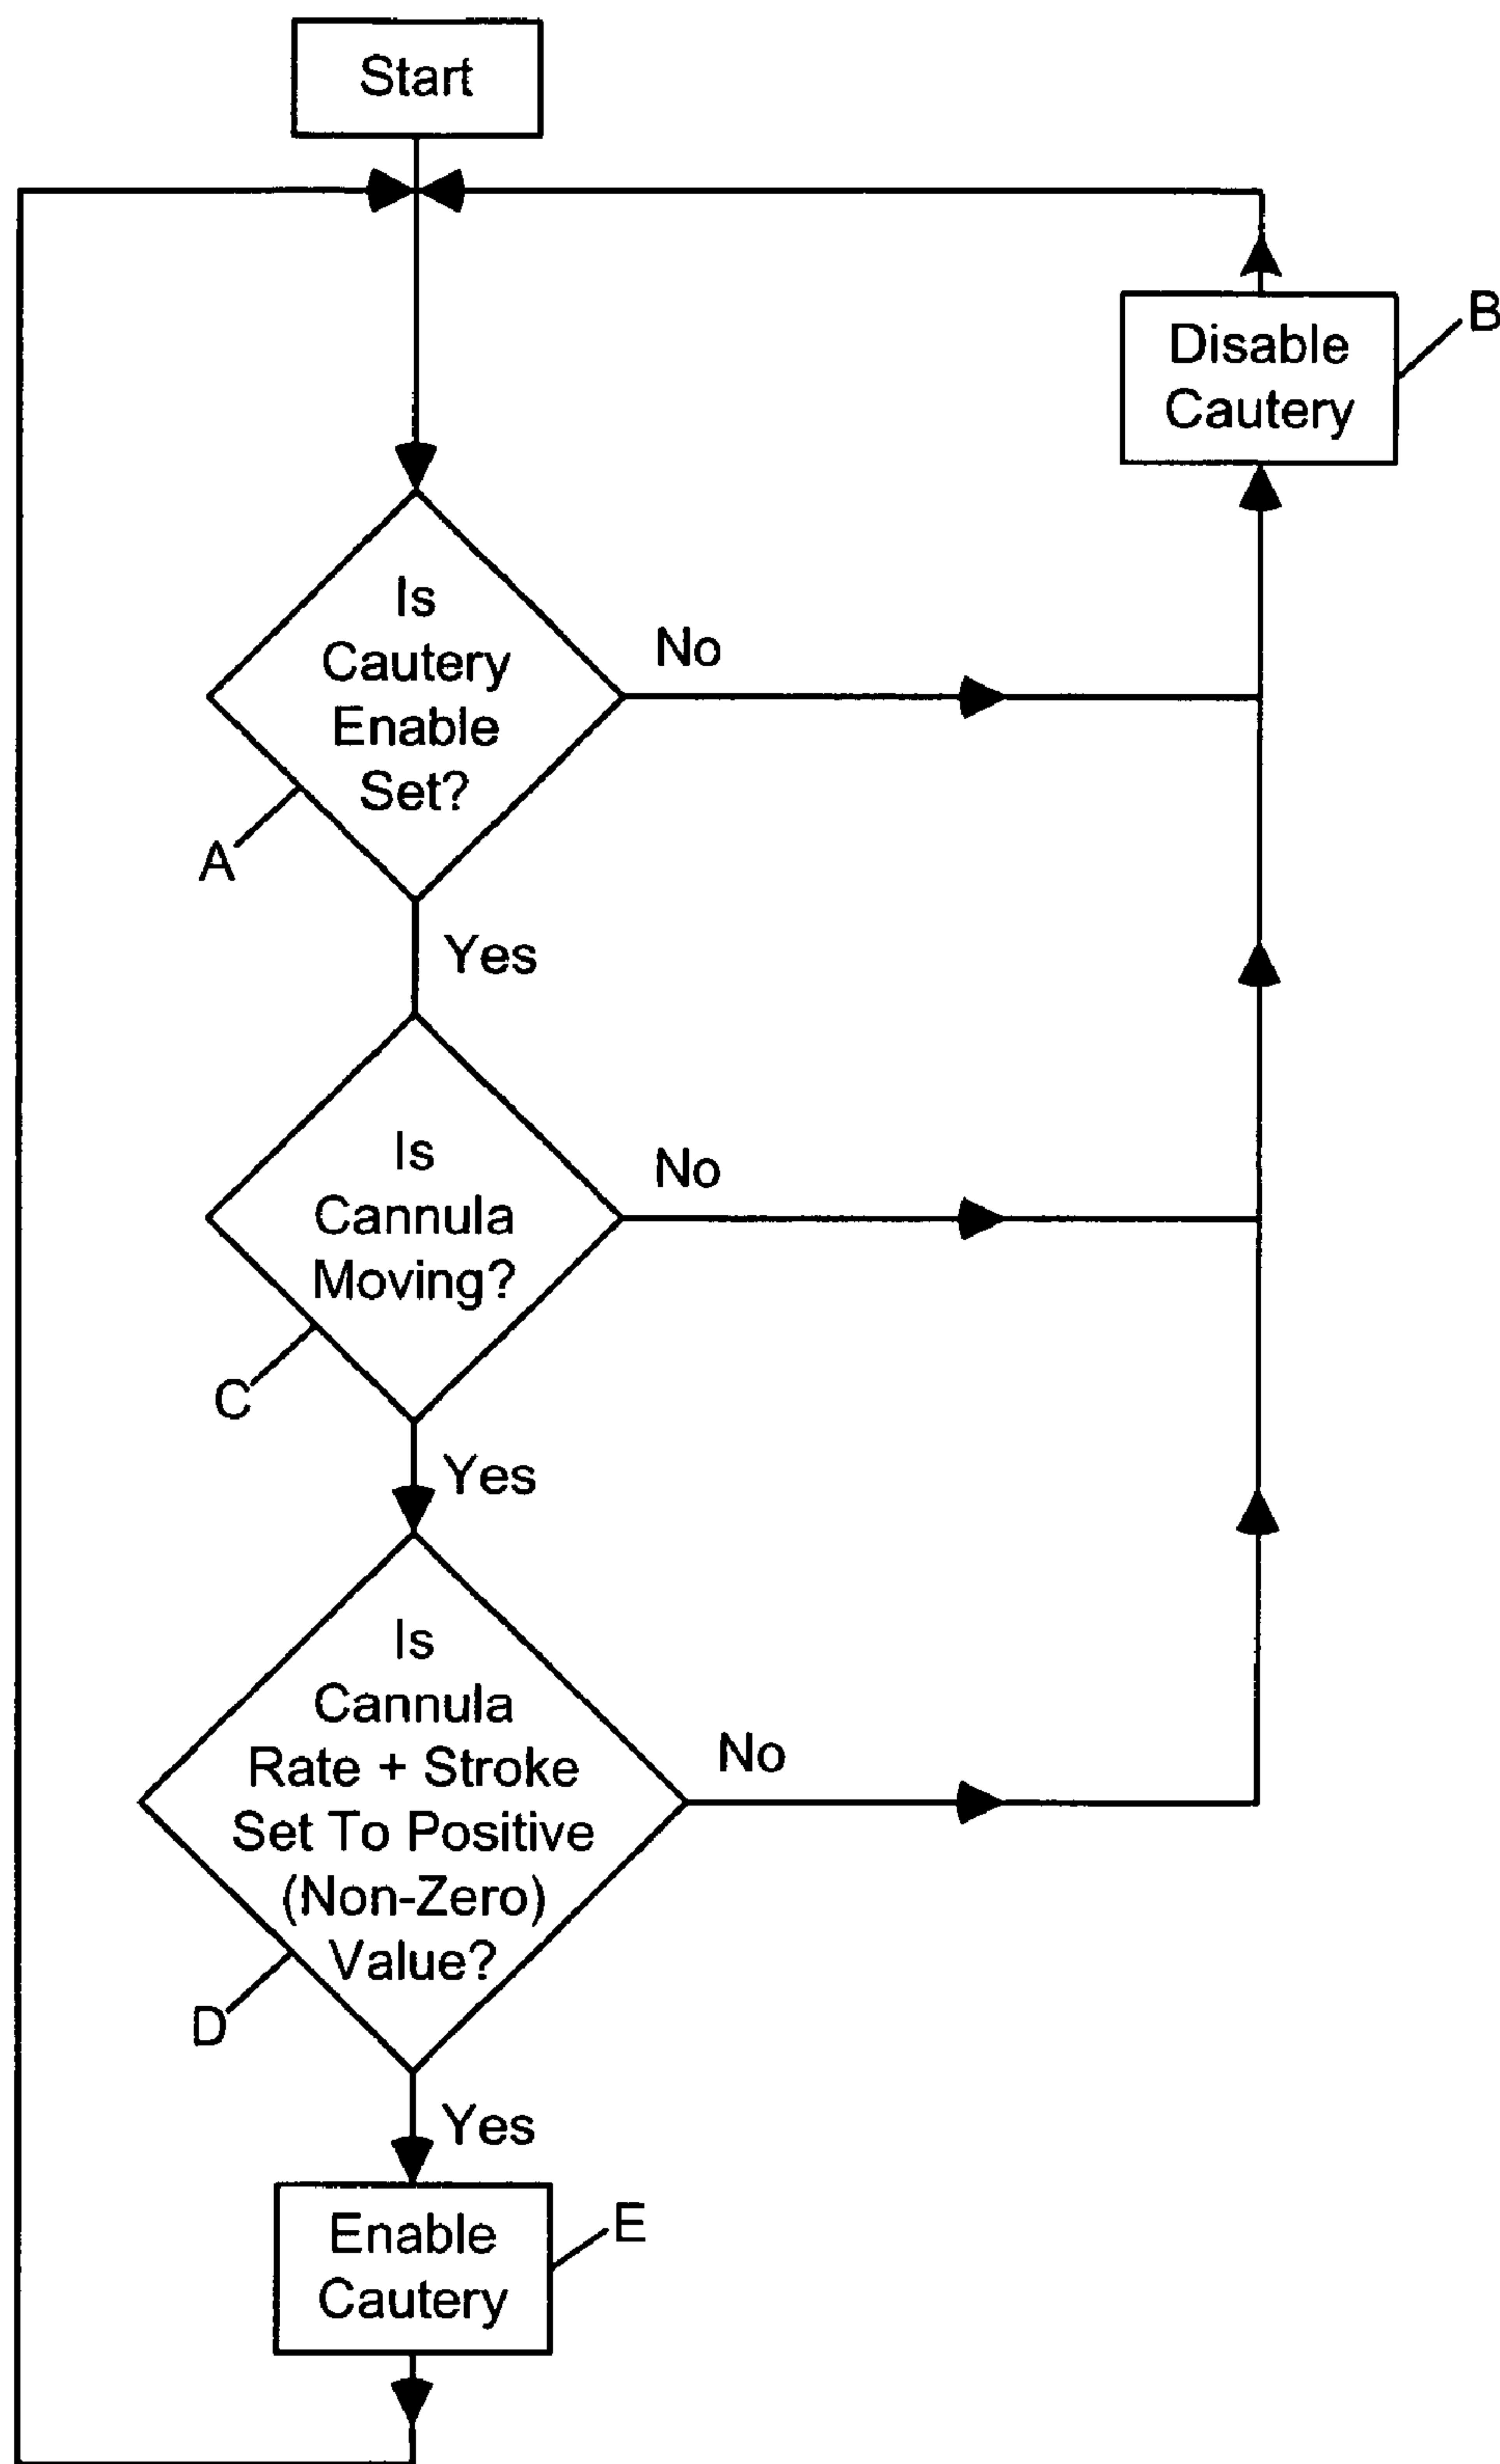 Start
Disable
Cautery
B
Is
Cautery
Enable
Set?
No
A
Yes
Is
Cannula
Moving?
No
C
Yes
Is
Cannula
Rate + Stroke
Set To Positive
(Non-Zero)
Value?
No
D
Yes
Enable
Cautery
E